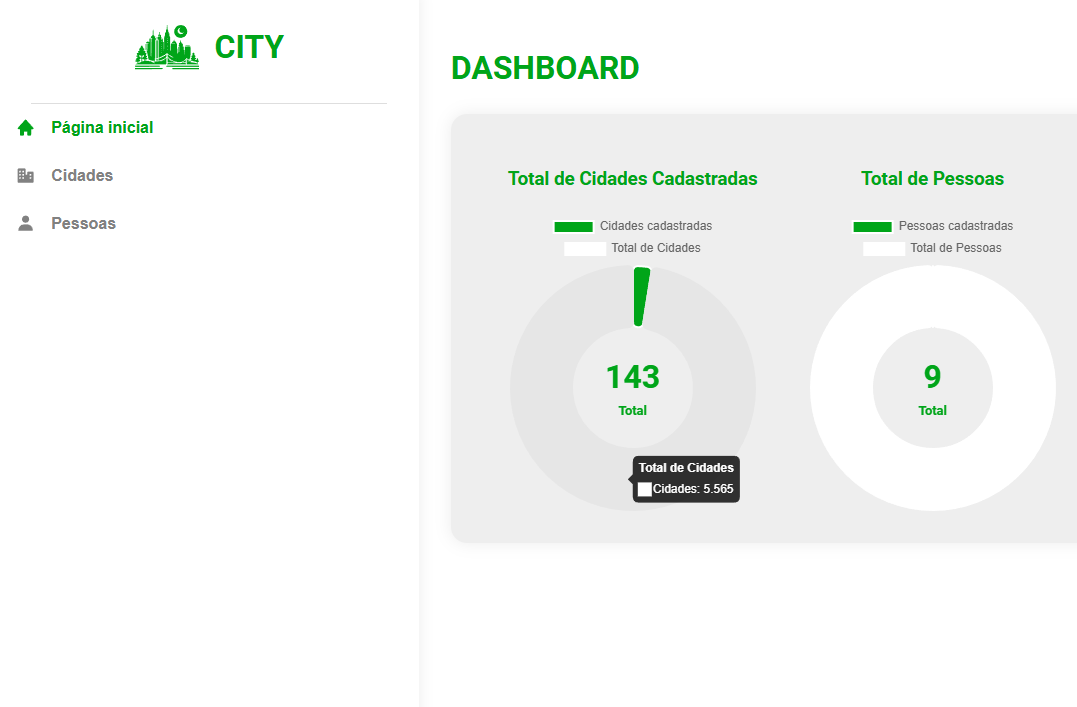 CITY
Página inicial
Cidades
Pessoas
DASHBOARD
Total de Cidades Cadastradas
Cidades cadastradas
Total de Cidades
143
Total
Total de Cidades
Cidades: 5.565
Total de Pessoas
Pessoas cadastradas
Total de Pessoas
9
Total